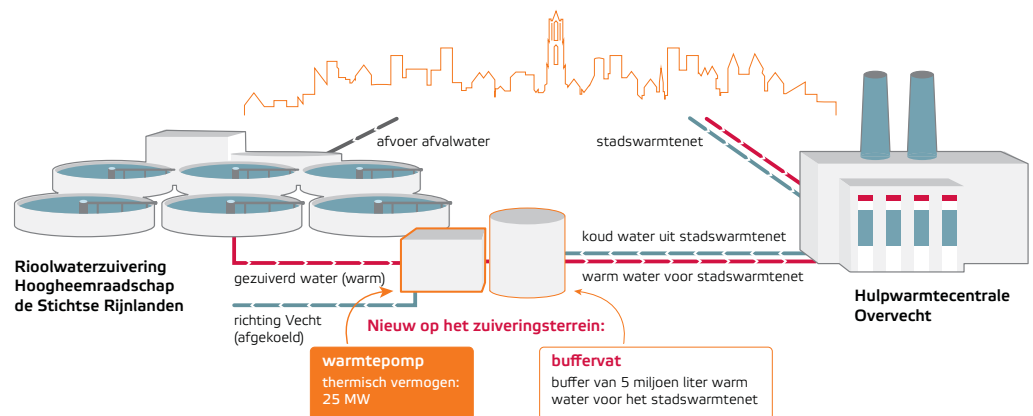 afvoer afvalwater
stadswarmtenet
Rioolwaterzuivering
Hoogheemraadschap
de Stichtse Rijnlanden
gezuiverd water (warm)
richting Vecht
(afgekoeld)
koud water uit stadswarmtenet
warm water voor stadswarmtenet
Hulpwarmtecentrale
Overvecht
Nieuw op het zuiveringsterrein:
warmtepomp
thermisch vermogen:
25 MW
buffervat
buffer van 5 miljoen liter warm
water voor het stadswarmtenet